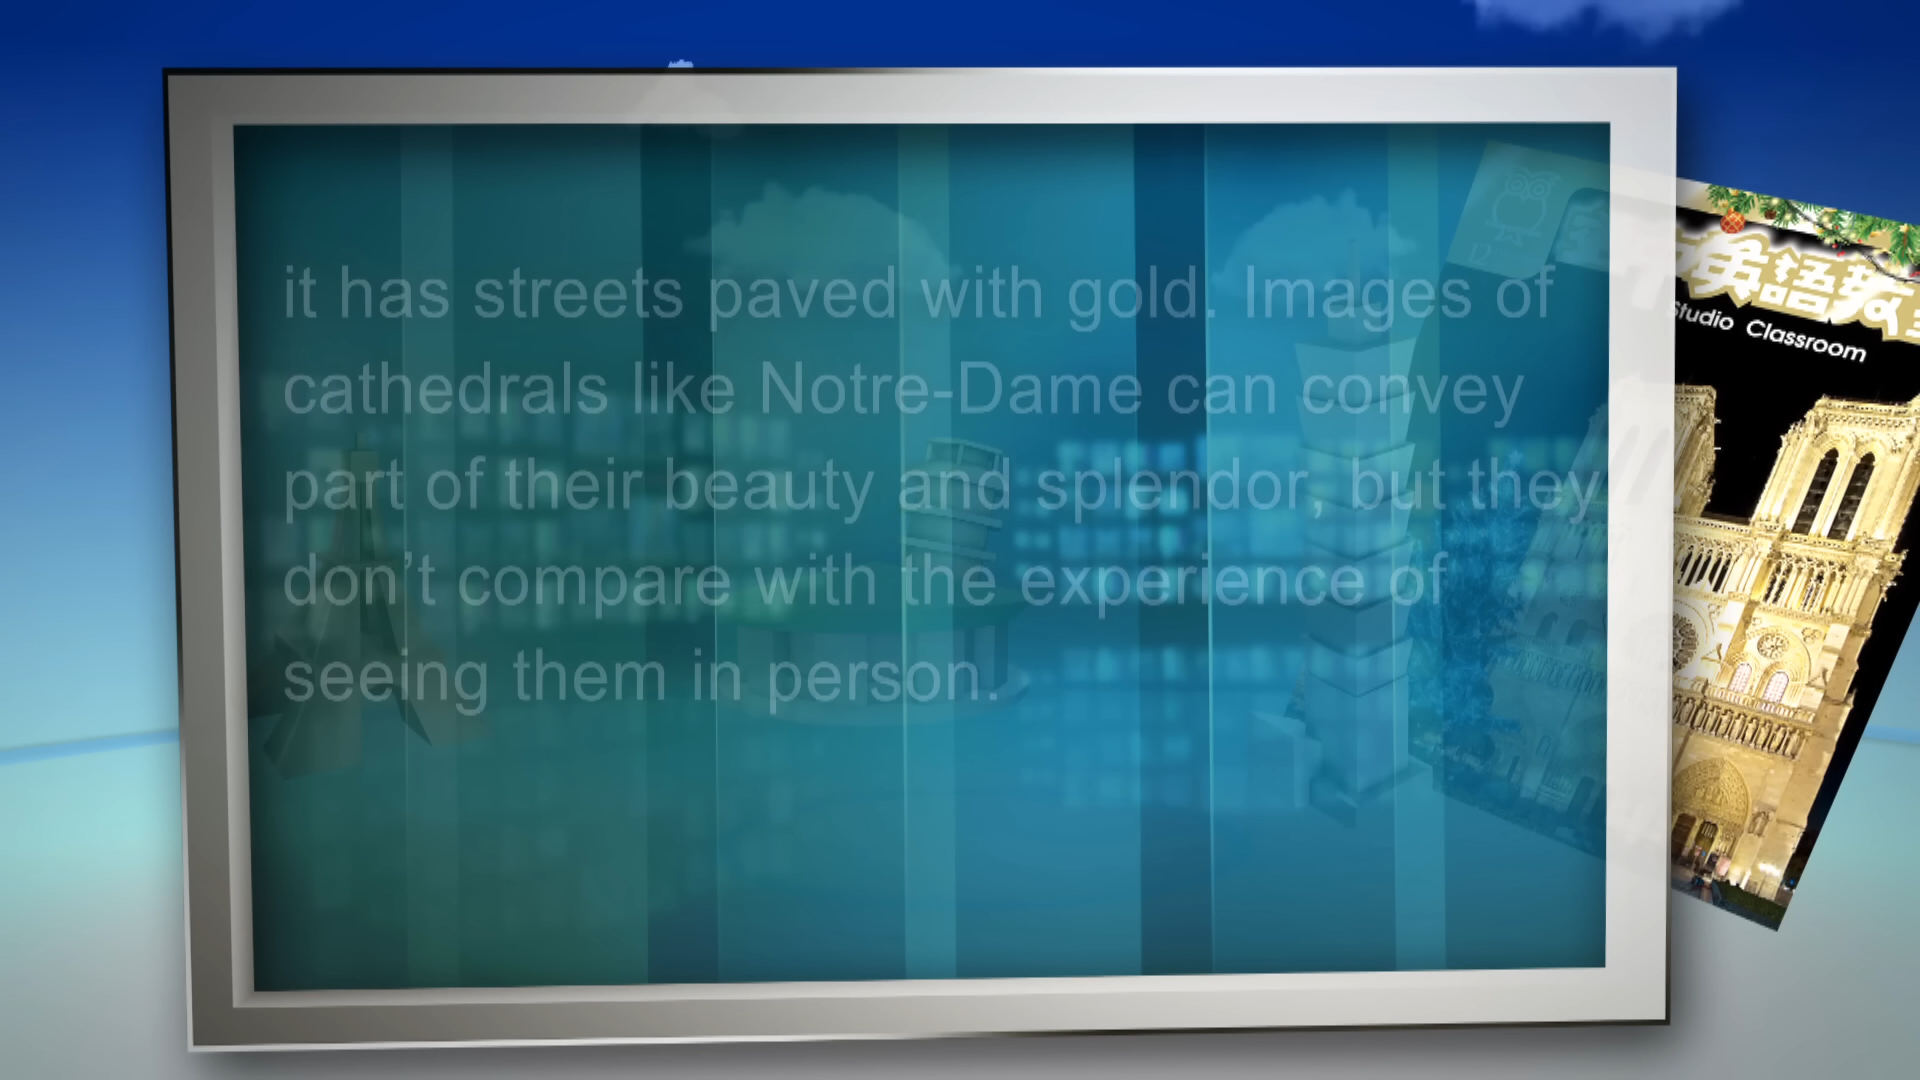 it has streets paved with gold. Images of
cathedrals like Notre-Dame can convey
part of their beauty and splendor, but they
don't compare with the experience of
seeing them in person.
英語教
Studio Classroom